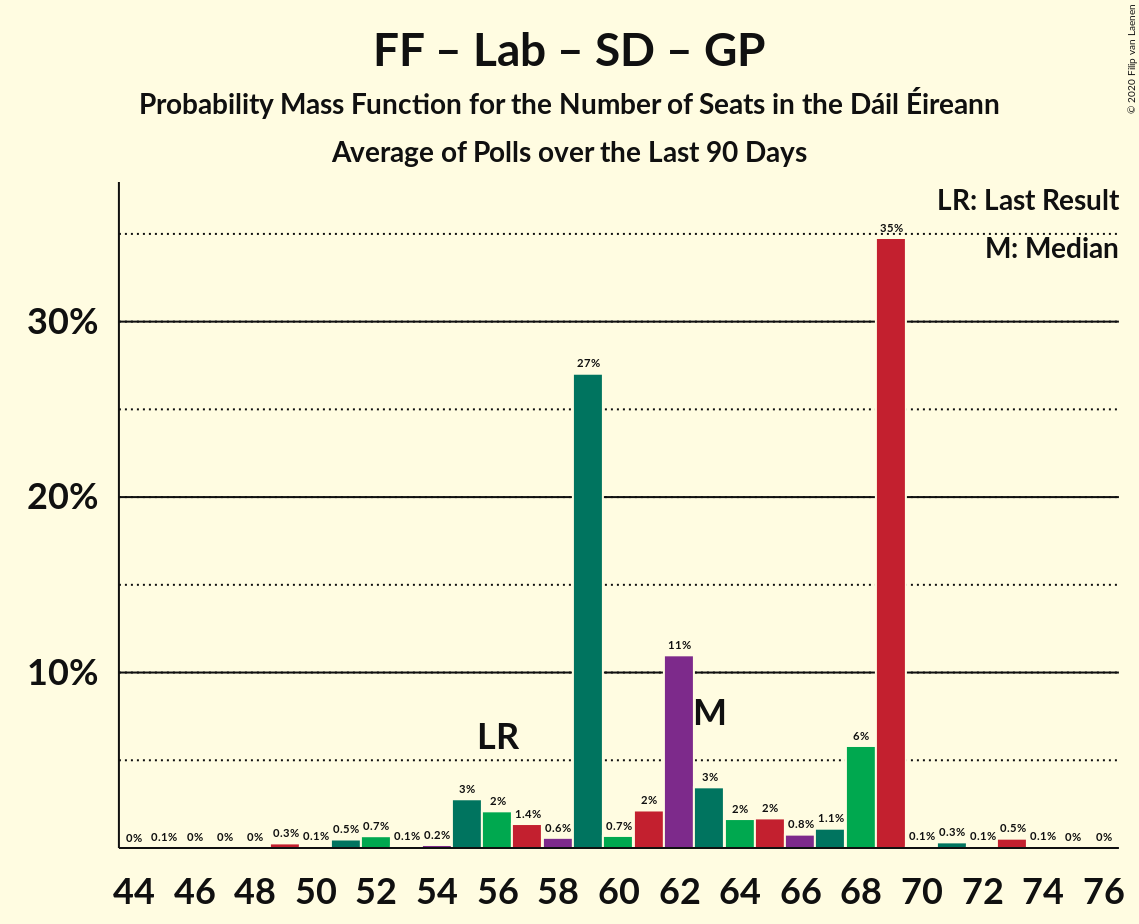 FF – Lab – SD – GP
Probability Mass Function for the Number of Seats in the Dáil Éireann
Average of Polls over the Last 90 Days
© 2020 Filip van Laenen
LR: Last Result
M: Median
30%
20%
10%
0% 0.1% 0% 0% 0% 0.3% 0.1% 0.5% 0.7% 0.1% 0.2% 3% 2% 1.4% 0.6% 27% 0.7% 2% 11% 3% 2% 2% 0.8% 1.1% 6% 35% 0.1% 0.3% 0.1% 0.5% 0.1% 0% 0%
LR
M
44 46 48 50 52 54 56 58 60 62 64 66 68 70 72 74 76